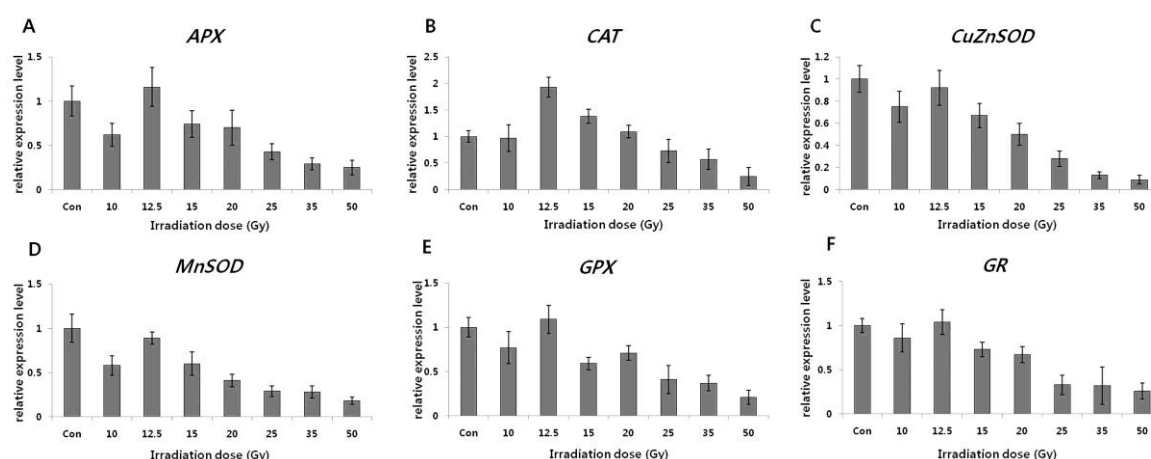 A
APX
relative expression level
1.5
1
0.5
0
Con 10 12.5 15 20 25 35 50
Irradiation dose (Gy)
B
CAT
relative expression level
2.5
2
1.5
1
0.5
0
Con 10 12.5 15 20 25 35 50
Irradiation dose (Gy)
C
CuZnSOD
relative expression level
1.2
1
0.8
0.6
0.4
0.2
0
Con 10 12.5 15 20 25 35 50
Irradiation dose (Gy)
D
MnSOD
relative expression level
1.5
1
0.5
0
Con 10 12.5 15 20 25 35 50
Irradiation dose (Gy)
E
GPX
relative expression level
1.5
1
0.5
0
Con 10 12.5 15 20 25 35 50
Irradiation dose (Gy)
F
GR
relative expression level
1.5
1
0.5
0
Con 10 12.5 15 20 25 35 50
Irradiation dose (Gy)